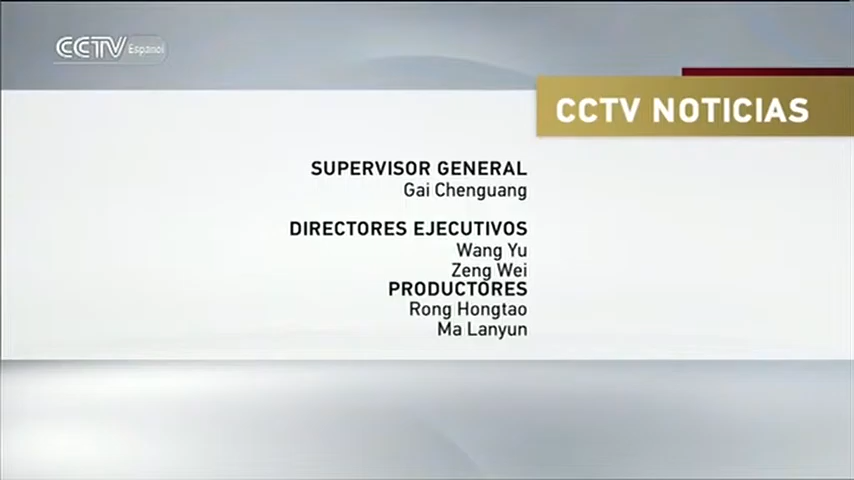 CCTV Español
CCTV NOTICIAS
SUPERVISOR GENERAL
Gai Chenguang
DIRECTORES EJECUTIVOS
Wang Yu
Zeng Wei
PRODUCTORES
Rong Hongtao
Ma Lanyun